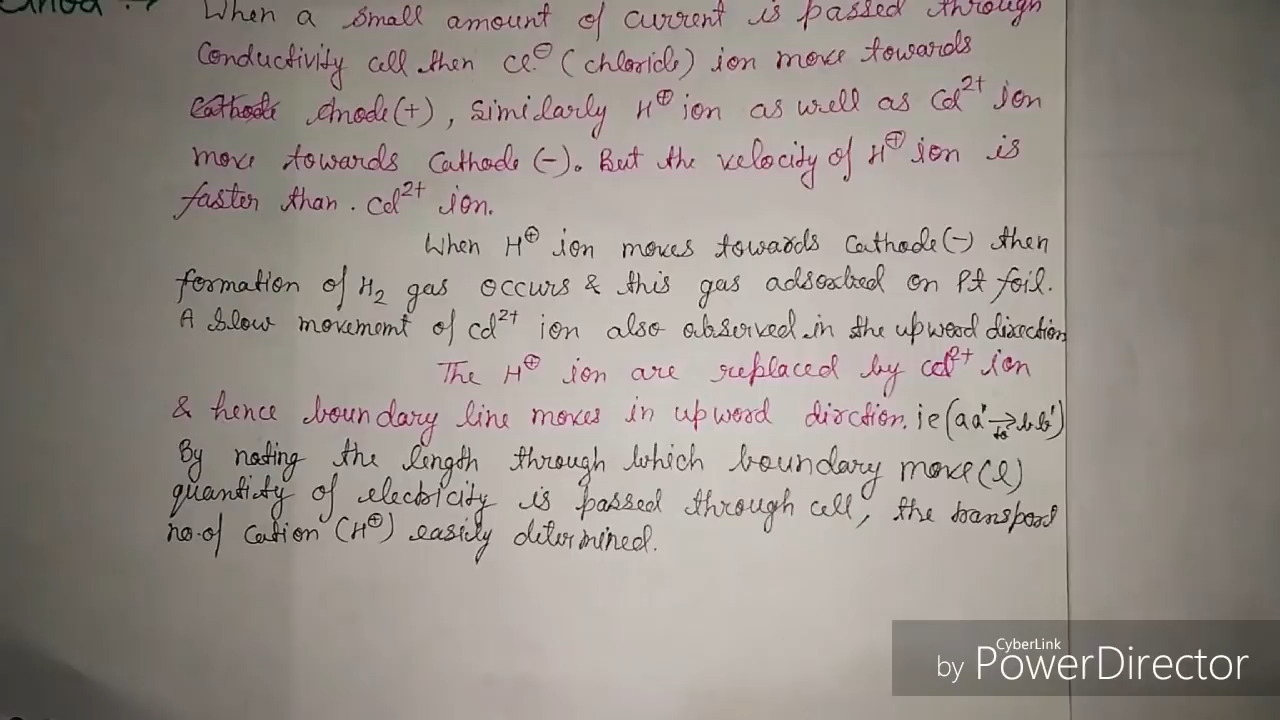 When a small amount of current is passed through
Conductivity cell then Cl⊖ (chloride) ion move towards
Cathode Anode(+), Similarly H⊕ ion as well as Cd2+ ion
move towards Cathode (-). But the velocity of H⊕ ion is
faster than . Cd2+ ion.
When H⊕ ion moves towards Cathode(-) then
formation of H2 gas occurs & this gas adsorbed on Pt foil.
A Slow movement of Cd2+ ion also observed in the upword direction
The H⊕ ion are replaced by Cd2+ ion
& hence boundary line moves in upword dirction. ie (aa' → to bb')
By noting the length through which boundary move (l)
quantity of electricity is passed through cell, the transport
no. of Cation (H⊕) easily determined.
CyberLink
by PowerDirector